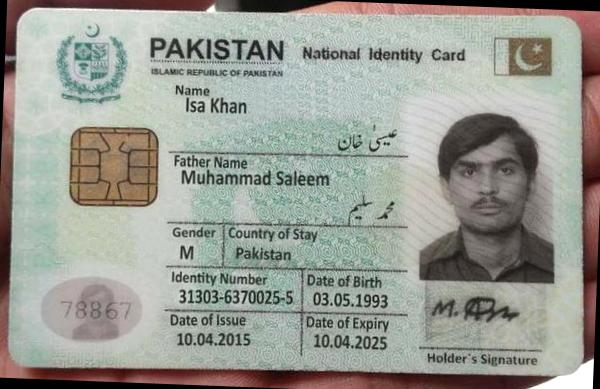 PAKISTAN National Identity Card
ISLAMIC REPUBLIC OF PAKISTAN
Name
Isa Khan
عیسیٰ خان
Father Name
Muhammad Saleem
محمد سلیم
Gender Country of Stay
M Pakistan
Identity Number Date of Birth
31303-6370025-5 03.05.1993
Date of Issue Date of Expiry
10.04.2015 10.04.2025
78867
Holder's Signature